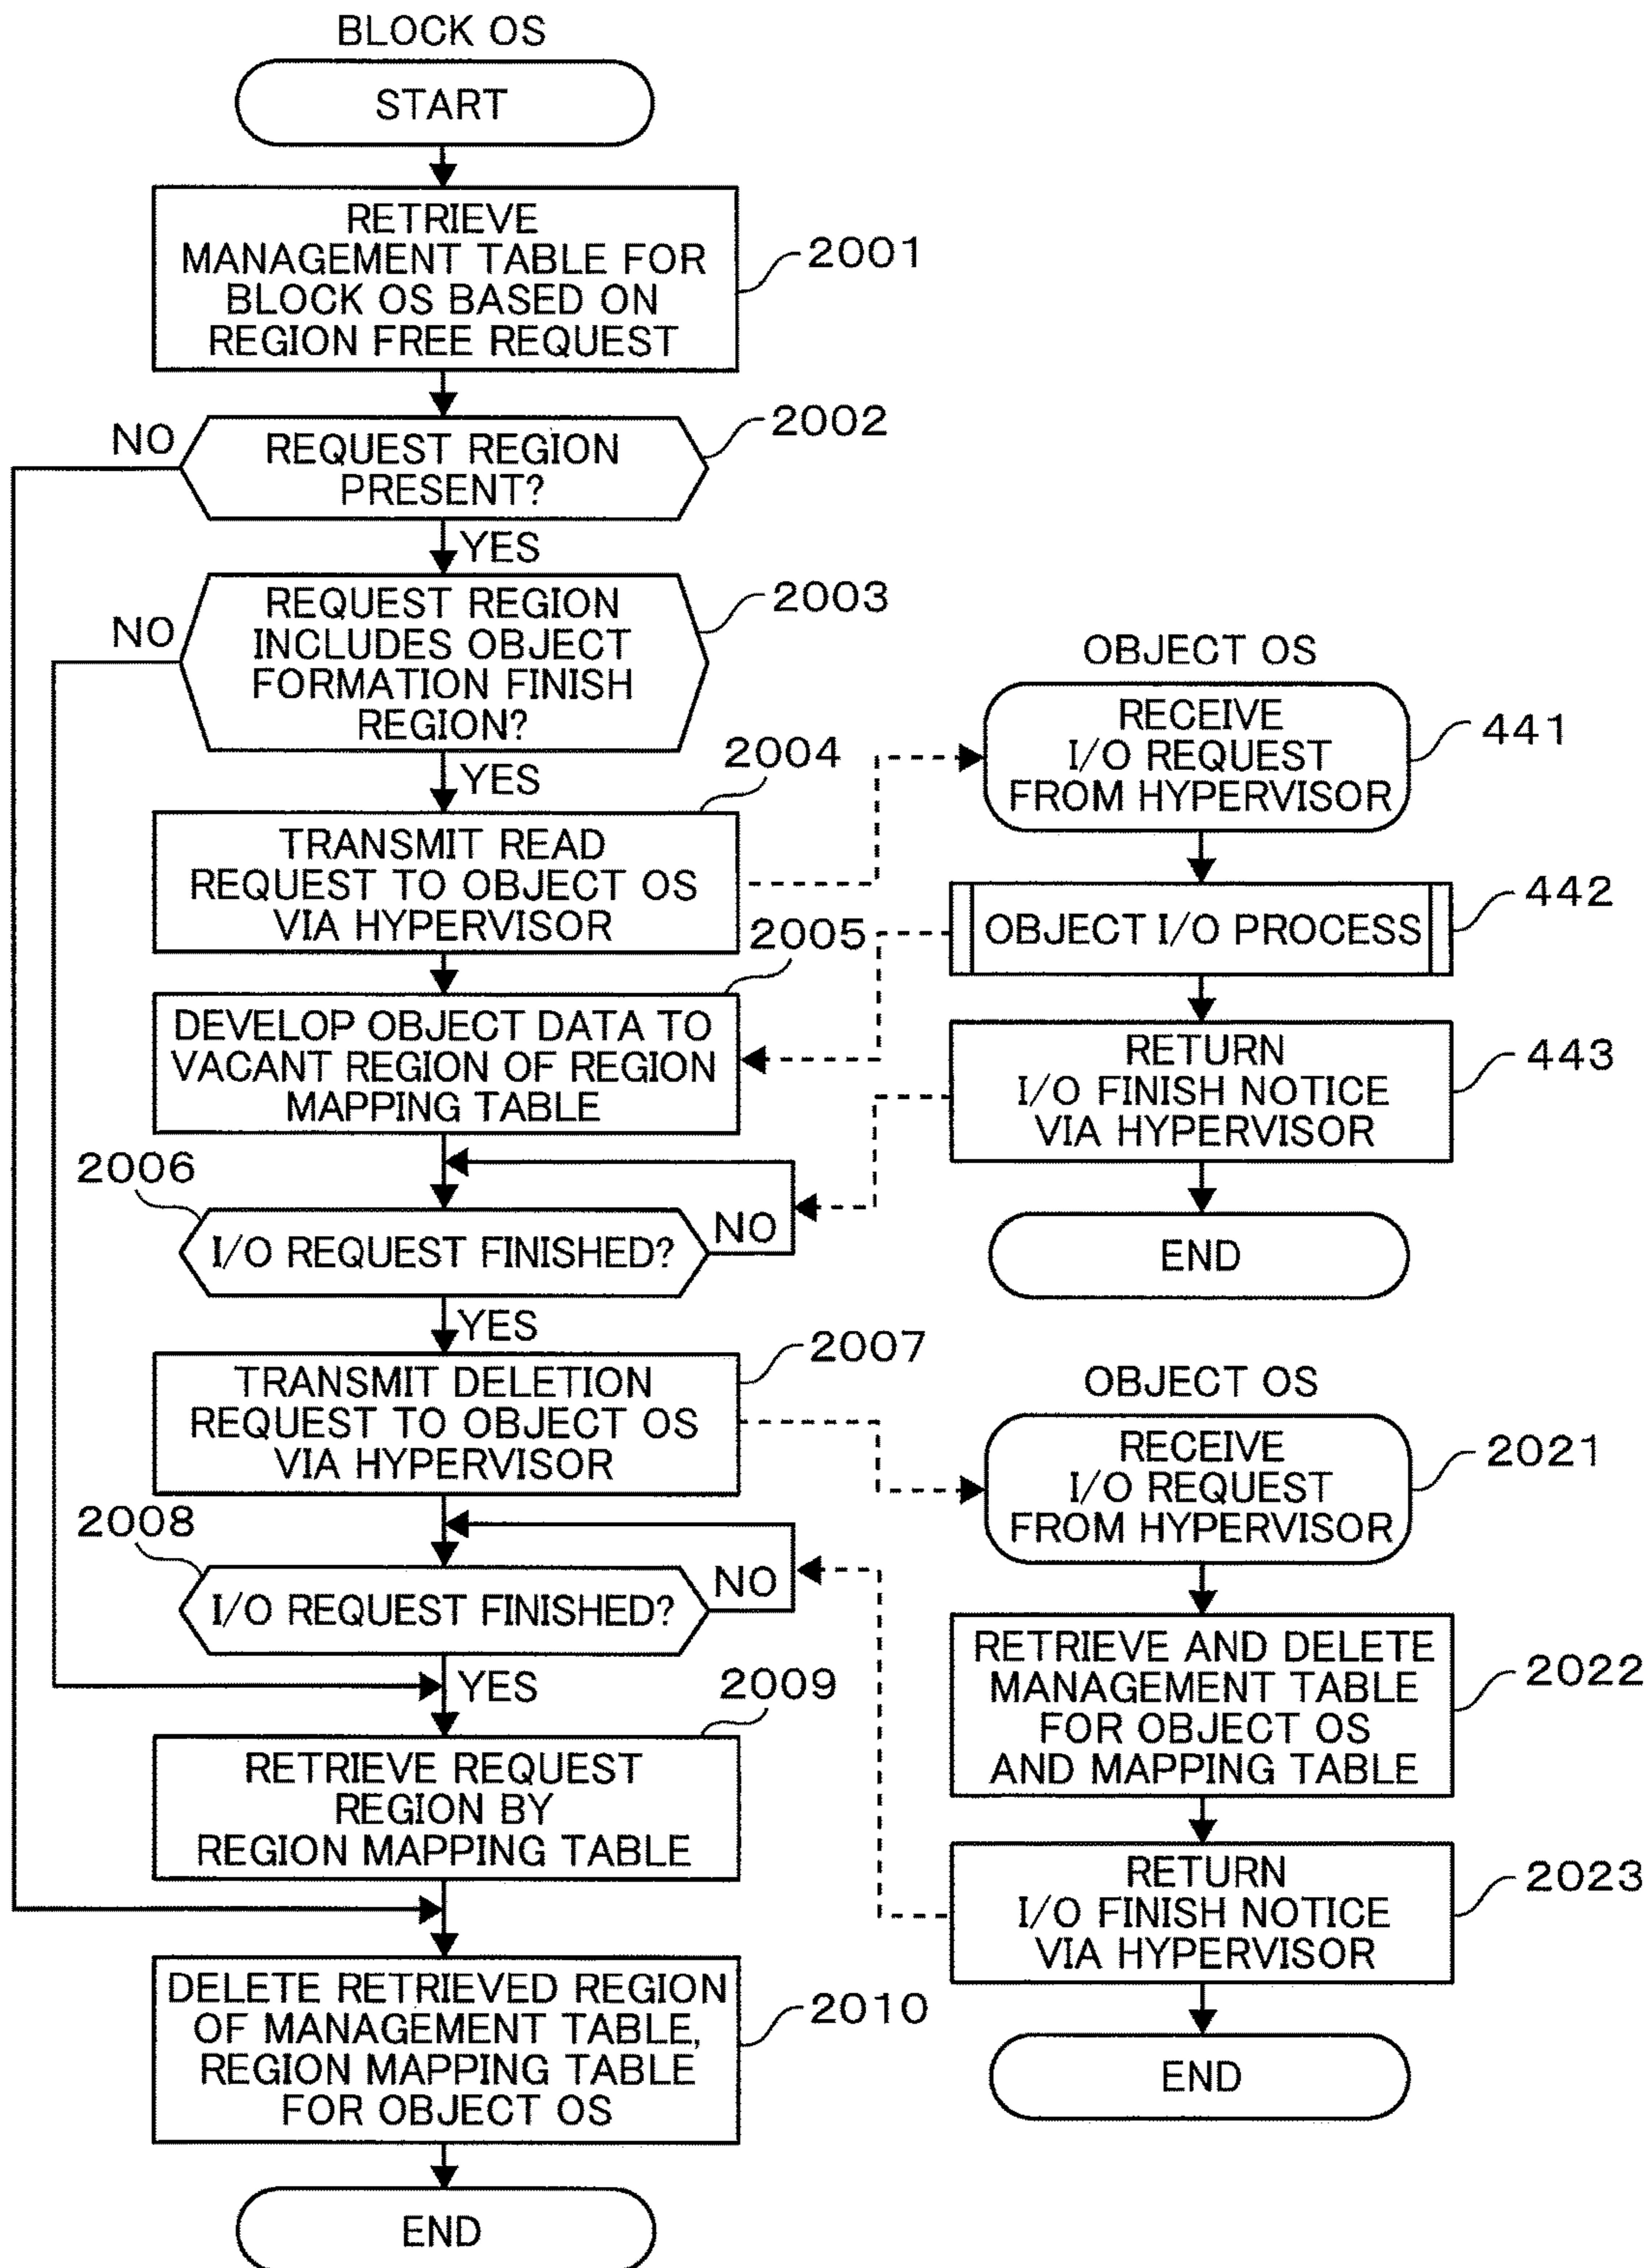 BLOCK OS
START
RETRIEVE
MANAGEMENT TABLE FOR
BLOCK OS BASED ON
REGION FREE REQUEST
2001
NO
REQUEST REGION
PRESENT?
2002
YES
NO
REQUEST REGION
INCLUDES OBJECT
FORMATION FINISH
REGION?
2003
YES
2004
TRANSMIT READ
REQUEST TO OBJECT OS
VIA HYPERVISOR
2005
DEVELOP OBJECT DATA TO
VACANT REGION OF REGION
MAPPING TABLE
2006
I/O REQUEST FINISHED?
NO
YES
2007
TRANSMIT DELETION
REQUEST TO OBJECT OS
VIA HYPERVISOR
2008
I/O REQUEST FINISHED?
NO
YES
2009
RETRIEVE REQUEST
REGION BY
REGION MAPPING TABLE
DELETE RETRIEVED REGION
OF MANAGEMENT TABLE,
REGION MAPPING TABLE
FOR OBJECT OS
2010
END
OBJECT OS
RECEIVE
I/O REQUEST
FROM HYPERVISOR
441
OBJECT I/O PROCESS
442
RETURN
I/O FINISH NOTICE
VIA HYPERVISOR
443
END
OBJECT OS
RECEIVE
I/O REQUEST
FROM HYPERVISOR
2021
RETRIEVE AND DELETE
MANAGEMENT TABLE
FOR OBJECT OS
AND MAPPING TABLE
2022
RETURN
I/O FINISH NOTICE
VIA HYPERVISOR
2023
END